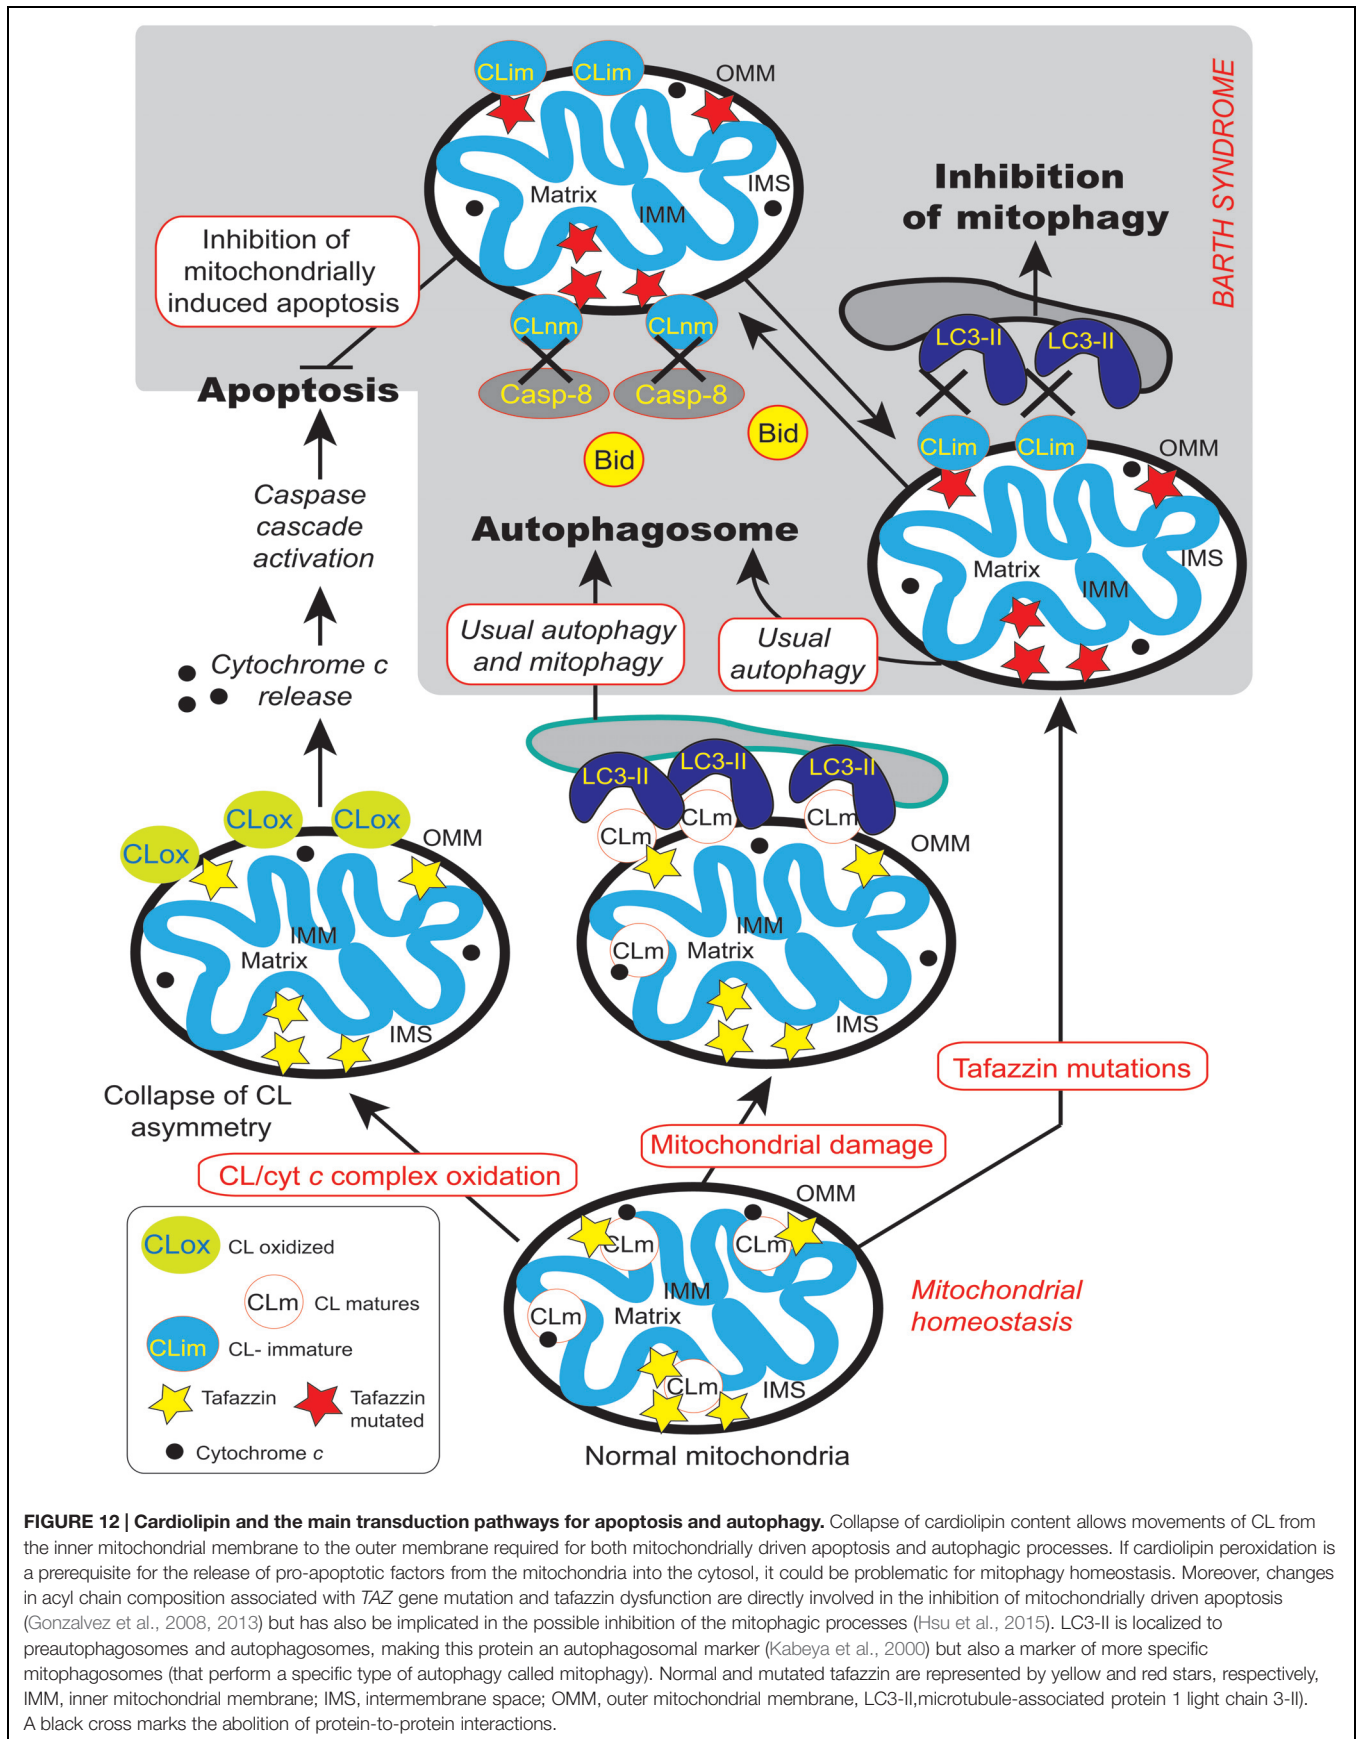 CLim
CLim
OMM
BARTH SYNDROME
Matrix
IMS
IMM
Inhibition
of mitophagy
Inhibition of
mitochondrially
induced apoptosis
CLnm
CLnm
Casp-8
Casp-8
Apoptosis
LC3-II
LC3-II
Bid
Bid
CLim
CLim
OMM
Caspase
cascade
activation
Autophagosome
Matrix
IMS
IMM
Usual autophagy
and mitophagy
Usual
autophagy
Cytochrome c
release
LC3-II
LC3-II
LC3-II
CLox
CLox
CLox
OMM
CLm
CLm
CLm
OMM
IMM
Matrix
IMS
CLm
IMM
Matrix
IMS
Collapse of CL
asymmetry
Tafazzin mutations
Mitochondrial damage
CL/cyt c complex oxidation
OMM
CLm
CLm
IMM
CLm
Matrix
CLm
IMS
Mitochondrial
homeostasis
Normal mitochondria
CLox CL oxidized
CLm CL matures
CLim CL- immature
Tafazzin
Tafazzin
mutated
Cytochrome c
FIGURE 12 | Cardiolipin and the main transduction pathways for apoptosis and autophagy. Collapse of cardiolipin content allows movements of CL from
the inner mitochondrial membrane to the outer membrane required for both mitochondrially driven apoptosis and autophagic processes. If cardiolipin peroxidation is
a prerequisite for the release of pro-apoptotic factors from the mitochondria into the cytosol, it could be problematic for mitophagy homeostasis. Moreover, changes
in acyl chain composition associated with TAZ gene mutation and tafazzin dysfunction are directly involved in the inhibition of mitochondrially driven apoptosis
(Gonzalvez et al., 2008, 2013) but has also be implicated in the possible inhibition of the mitophagic processes (Hsu et al., 2015). LC3-II is localized to
preautophagosomes and autophagosomes, making this protein an autophagosomal marker (Kabeya et al., 2000) but also a marker of more specific
mitophagosomes (that perform a specific type of autophagy called mitophagy). Normal and mutated tafazzin are represented by yellow and red stars, respectively,
IMM, inner mitochondrial membrane; IMS, intermembrane space; OMM, outer mitochondrial membrane, LC3-II,microtubule-associated protein 1 light chain 3-II).
A black cross marks the abolition of protein-to-protein interactions.